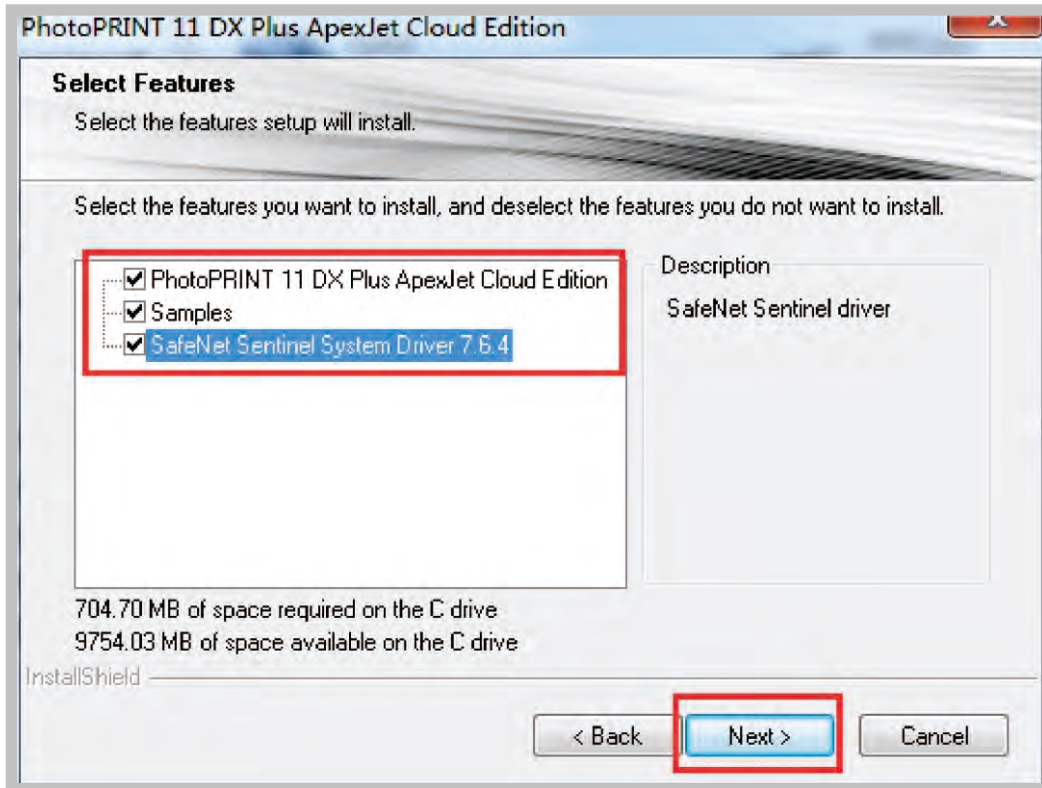 PhotoPRINT 11 DX Plus ApexJet Cloud Edition
X
Select Features
Select the features setup will install.
Select the features you want to install, and deselect the features you do not want to install.
PhotoPRINT 11 DX Plus ApexJet Cloud Edition
Samples
SafeNet Sentinel System Driver 7.6.4
Description
SafeNet Sentinel driver
704.70 MB of space required on the C drive
9754.03 MB of space available on the C drive
InstallShield
< Back Next > Cancel